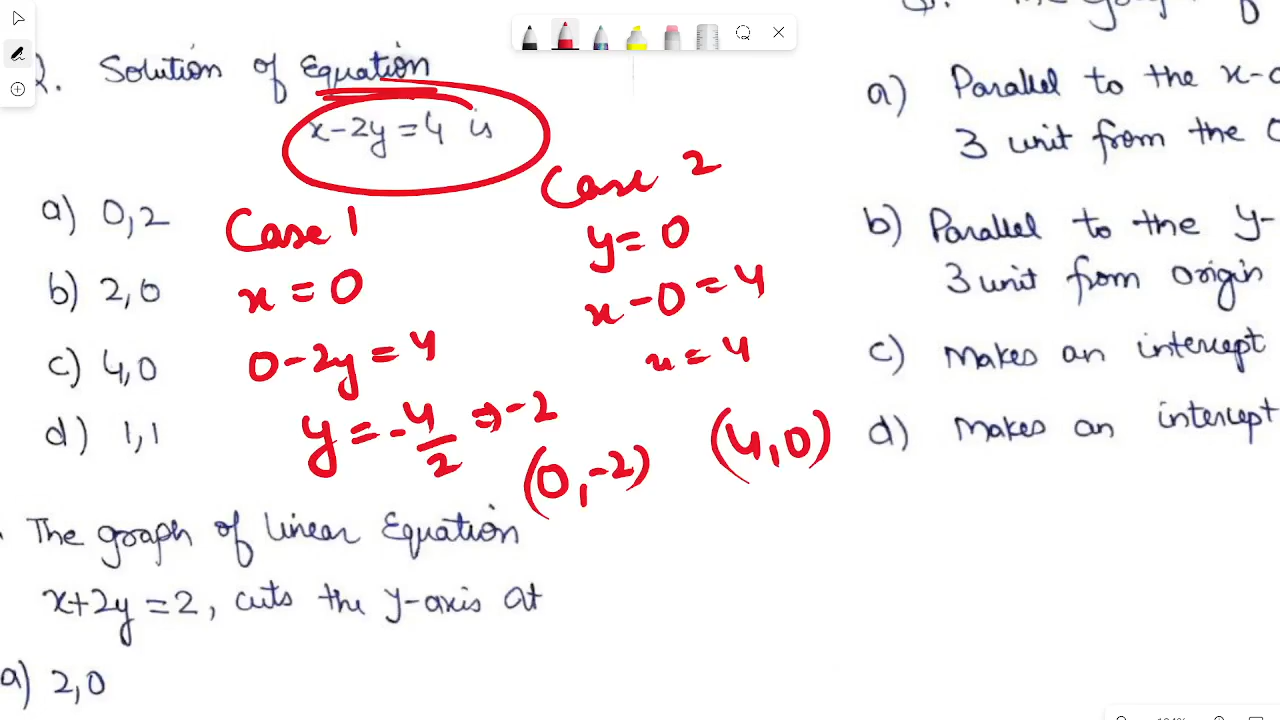 Q. Solution of Equation
x-2y=4 is
a) 0,2
b) 2,0
c) 4,0
d) 1,1
Case 1
x=0
0-2y=4
y=-4/2 ⇒-2
(0,-2)
Case 2
y=0
x-0=4
x=4
(4,0)
The graph of linear Equation
x+2y=2, cuts the y-axis at
a) 2,0
a) Parallel to the x-a
3 unit from the
b) Parallel to the y-
3 unit from origin
c) Makes an intercept
d) Makes an intercept